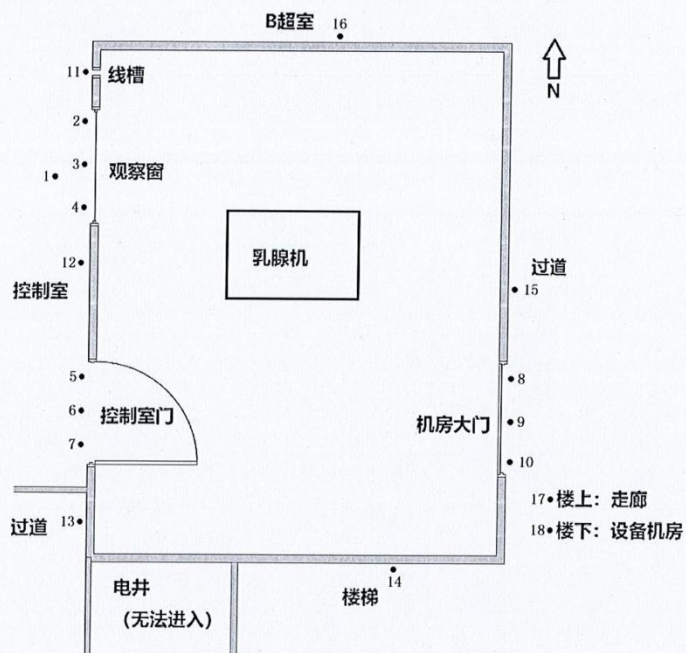 B超室
16
N
11
线槽
2
3
观察窗
1
4
乳腺机
12
过道
控制室
15
5
8
6
控制室门
机房大门
9
7
10
17
楼上：走廊
过道
13
18
楼下：设备机房
14
电井
楼梯
（无法进入）